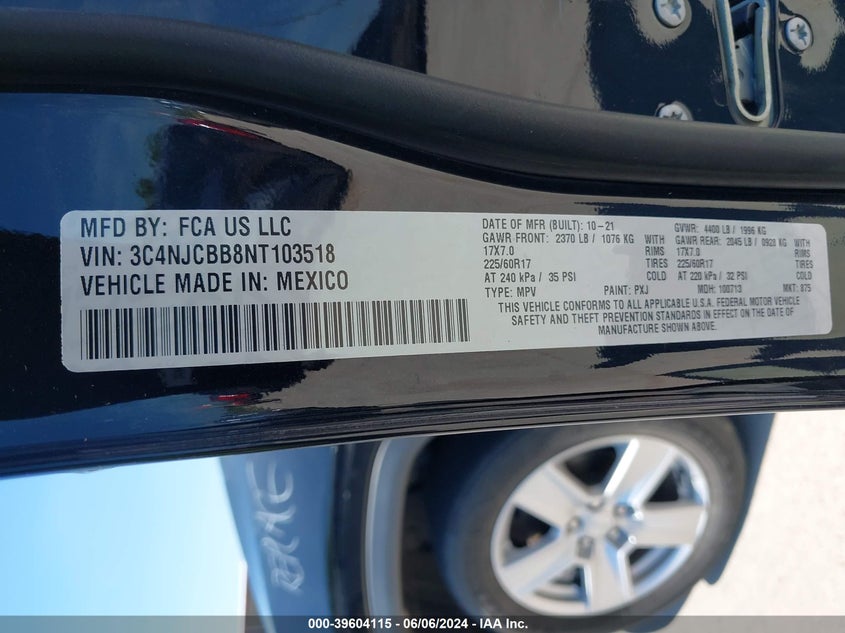 MFD BY: FCA US LLC
VIN: 3C4NJCBB8NT103518
VEHICLE MADE IN: MEXICO
DATE OF MFR (BUILT): 10-21 GVWR: 4400 LB / 1996 KG
GAWR FRONT: 2370 LB / 1076 KG GAWR REAR: 2045 LB / 0928 KG
17X7.0 RIMS 17X7.0 RIMS
225/60R17 TIRES 225/60R17 TIRES
AT 240 kPa / 35 PSI COLD AT 220 kPa / 32 PSI COLD
TYPE: MPV PAINT: PXJ MDH: 100713 MKT: 875
THIS VEHICLE CONFORMS TO ALL APPLICABLE U.S.A. FEDERAL MOTOR VEHICLE
SAFETY AND THEFT PREVENTION STANDARDS IN EFFECT ON THE DATE OF
MANUFACTURE SHOWN ABOVE.
000-39604115 - 06/06/2024 - IAA Inc.